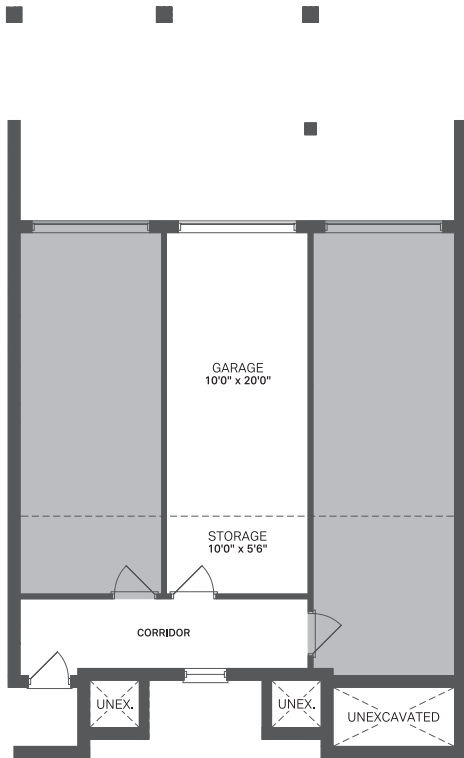 GARAGE
10'0" x 20'0"
STORAGE
10'0" x 5'6"
CORRIDOR
UNEX.
UNEX.
UNEXCAVATED